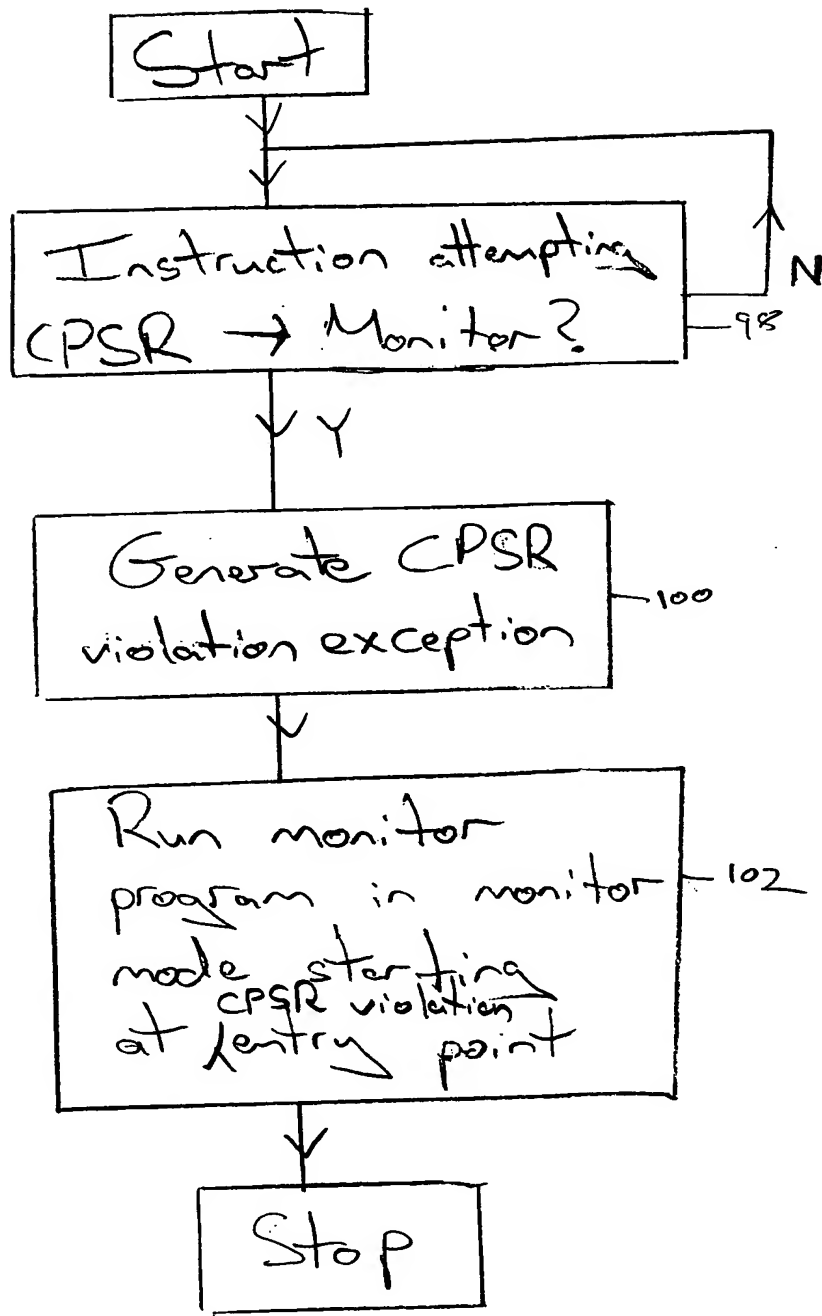 Start
Instruction attempting
CPSR → Monitor?
N
98
Y
Generate CPSR
violation exception
100
Run monitor
program in monitor
102
mode starting
CPSR violation
at entry point
Stop